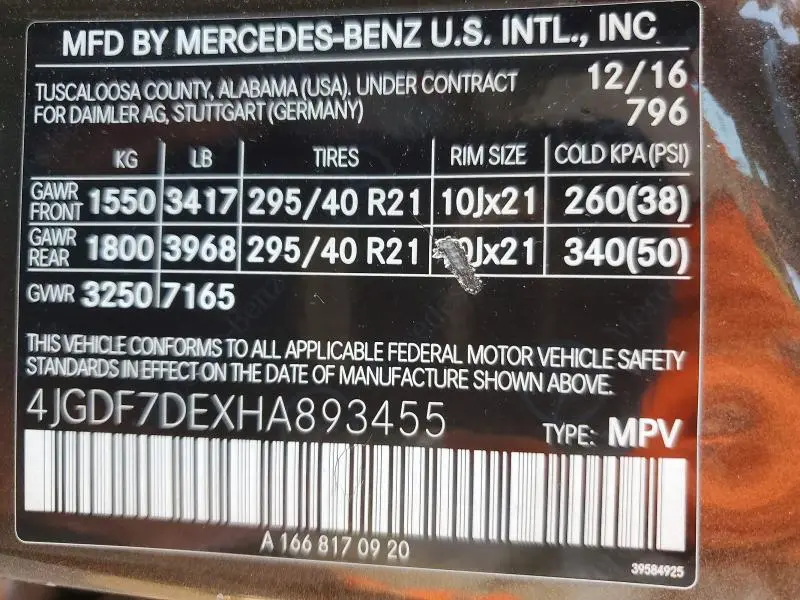 MFD BY MERCEDES-BENZ U.S. INTL., INC
TUSCALOOSA COUNTY, ALABAMA (USA). UNDER CONTRACT 12/16
FOR DAIMLER AG, STUTTGART (GERMANY) 796
KG LB TIRES RIM SIZE COLD KPA(PSI)
GAWR FRONT 1550 3417 295/40 R21 10Jx21 260(38)
GAWR REAR 1800 3968 295/40 R21 Jx21 340(50)
GVWR 3250 7165
THIS VEHICLE CONFORMS TO ALL APPLICABLE FEDERAL MOTOR VEHICLE SAFETY
STANDARDS IN EFFECT ON THE DATE OF MANUFACTURE SHOWN ABOVE.
4JGDF7DEXHA893455 TYPE: MPV
A 166 817 09 20
39584925